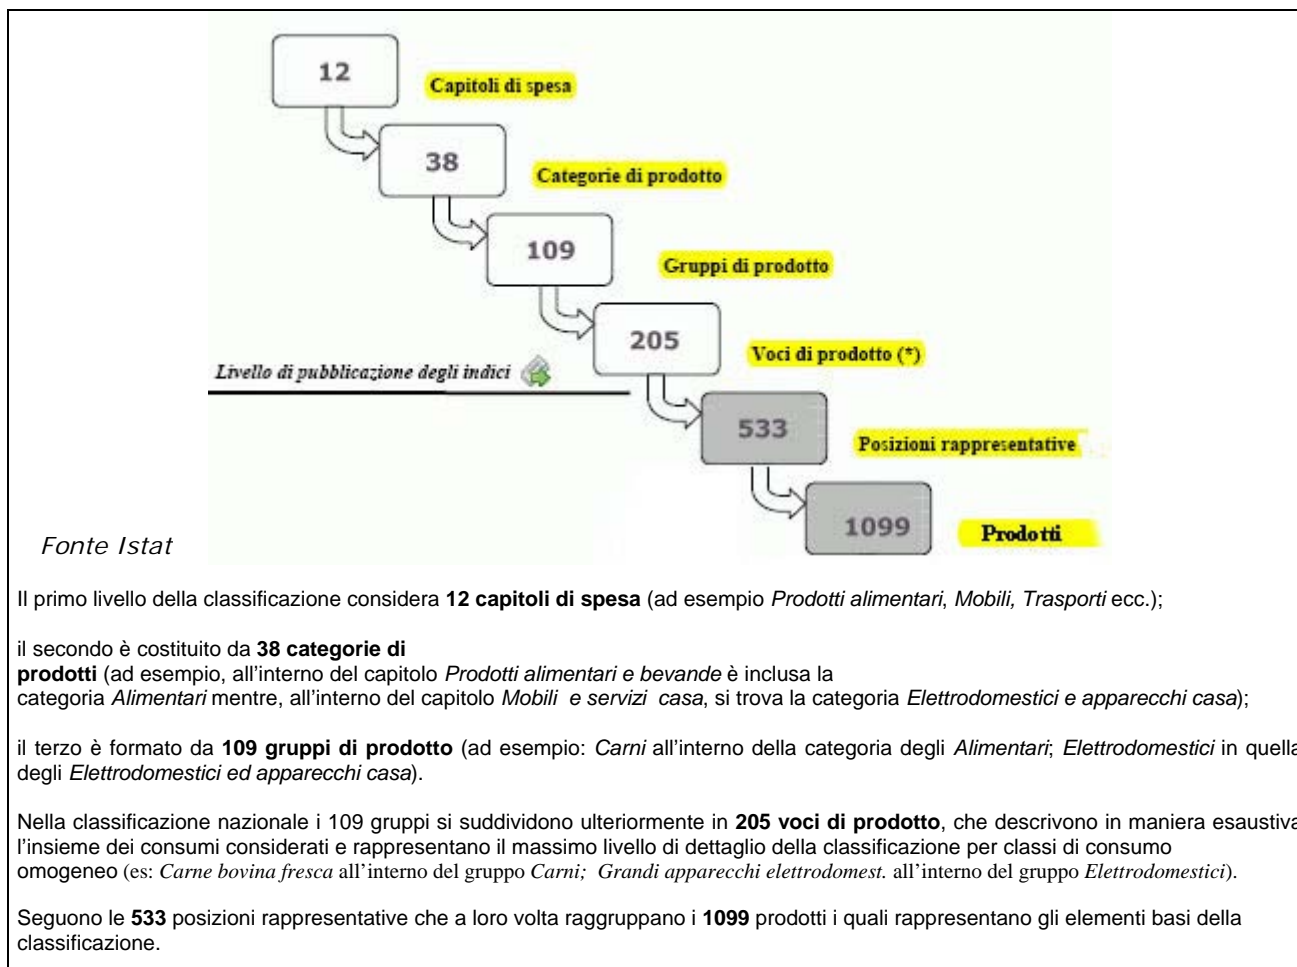 12
Capitoli di spesa
38
Categorie di prodotto
109
Gruppi di prodotto
205
Voci di prodotto (*)
Livello di pubblicazione degli indici
533
Posizioni rappresentative
1099
Prodotti
Fonte Istat
Il primo livello della classificazione considera 12 capitoli di spesa (ad esempio Prodotti alimentari, Mobili, Trasporti ecc.);
il secondo è costituito da 38 categorie di
prodotti (ad esempio, all'interno del capitolo Prodotti alimentari e bevande è inclusa la
categoria Alimentari mentre, all'interno del capitolo Mobili e servizi casa, si trova la categoria Elettrodomestici e apparecchi casa);
il terzo è formato da 109 gruppi di prodotto (ad esempio: Carni all'interno della categoria degli Alimentari; Elettrodomestici in quella
degli Elettrodomestici ed apparecchi casa).
Nella classificazione nazionale i 109 gruppi si suddividono ulteriormente in 205 voci di prodotto, che descrivono in maniera esaustiva
l'insieme dei consumi considerati e rappresentano il massimo livello di dettaglio della classificazione per classi di consumo
omogeneo (es: Carne bovina fresca all'interno del gruppo Carni; Grandi apparecchi elettrodomest. all'interno del gruppo Elettrodomestici).
Seguono le 533 posizioni rappresentative che a loro volta raggruppano i 1099 prodotti i quali rappresentano gli elementi basi della
classificazione.